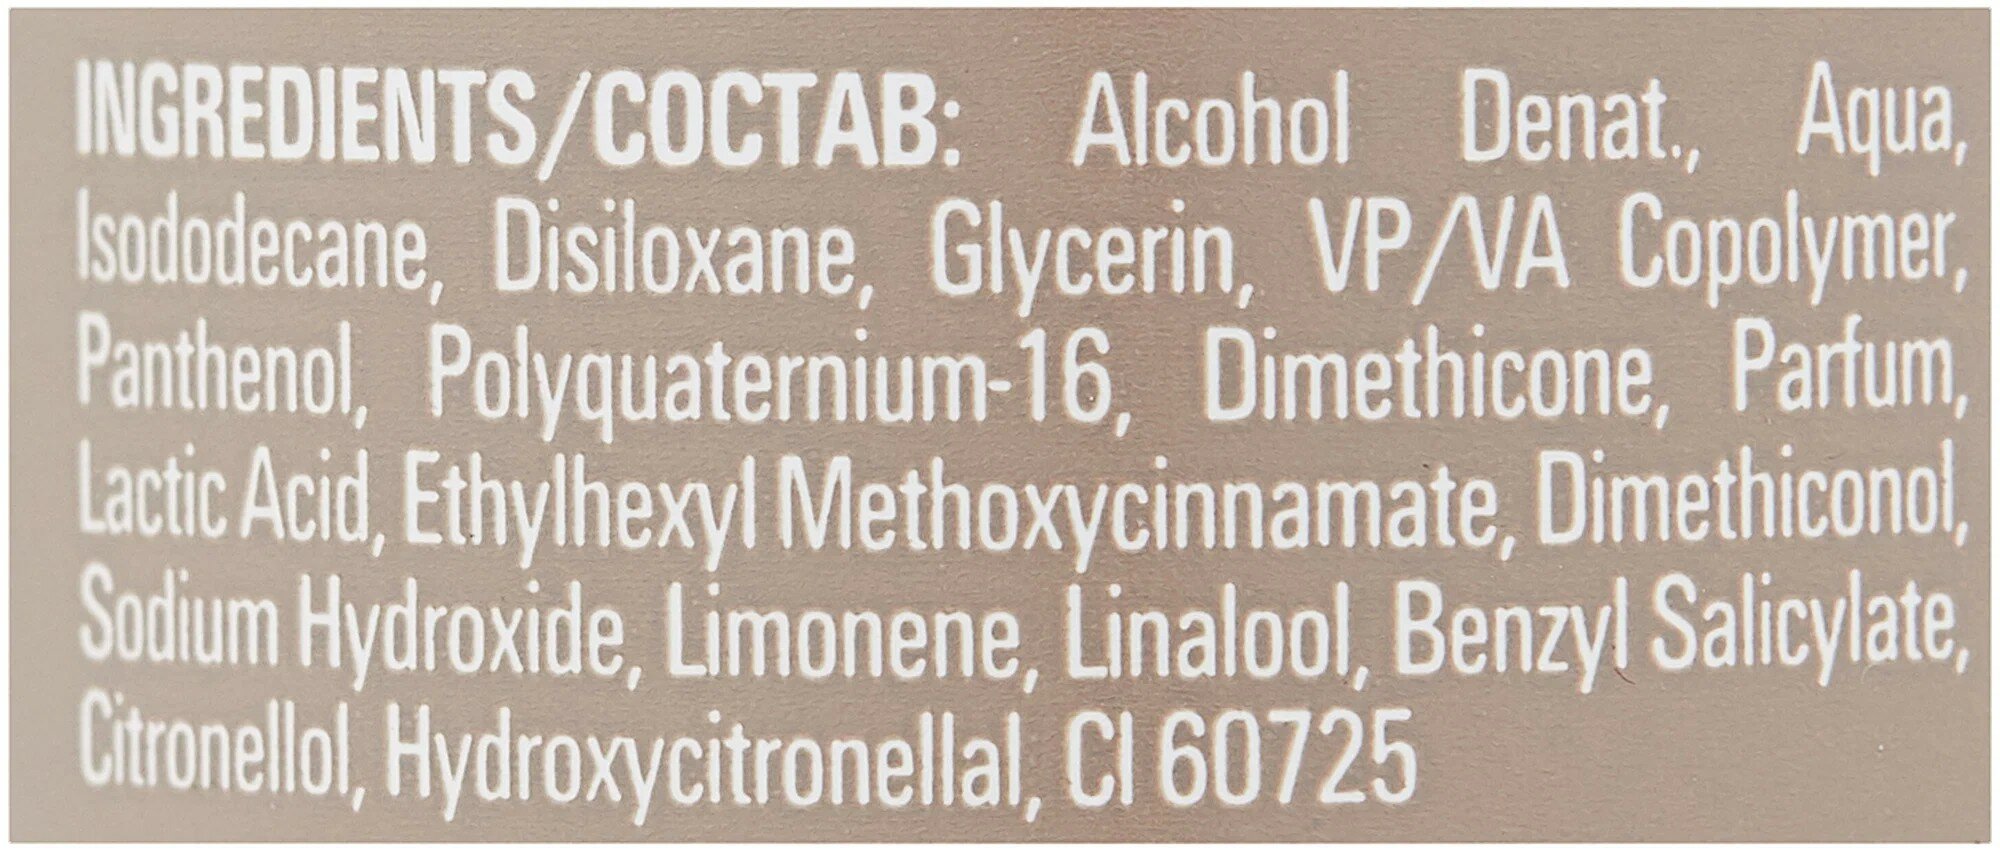 INGREDIENTS/СОСТАВ: Alcohol Denat., Aqua,
Isododecane, Disiloxane, Glycerin, VP/VA Copolymer,
Panthenol, Polyquaternium-16, Dimethicone, Parfum,
Lactic Acid, Ethylhexyl Methoxycinnamate, Dimethiconol,
Sodium Hydroxide, Limonene, Linalool, Benzyl Salicylate,
Citronellol, Hydroxycitronellal, CI 60725